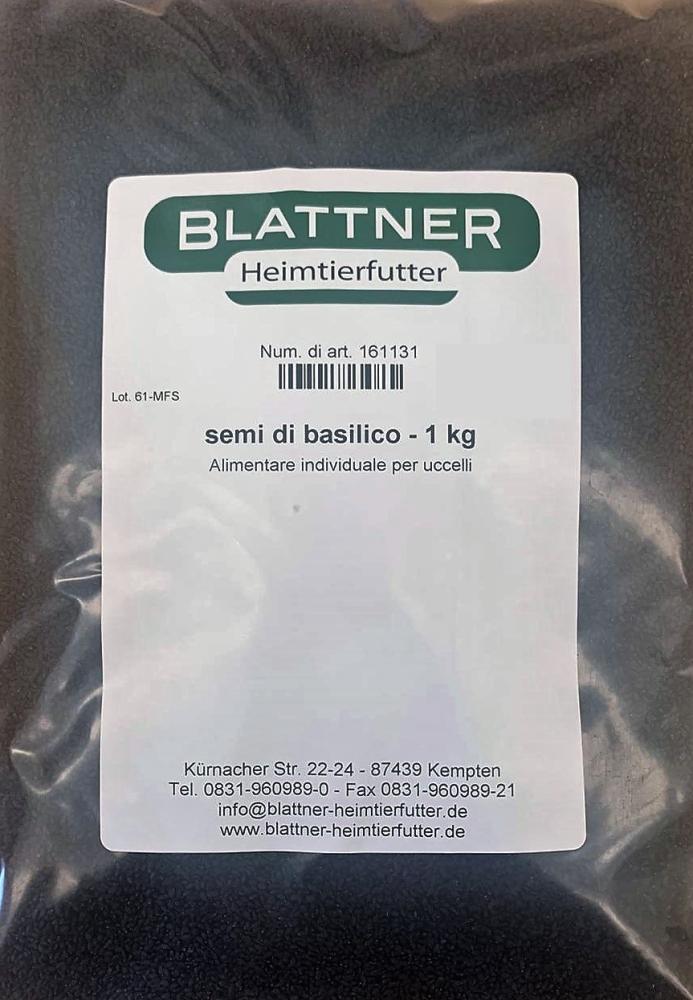 BLATTNER
Heimtierfutter
Num. di art. 161131
Lot. 61-MFS
semi di basilico - 1 kg
Alimentare individuale per uccelli
Kürnacher Str. 22-24 - 87439 Kempten
Tel. 0831-960989-0 - Fax 0831-960989-21
info@blattner-heimtierfutter.de
www.blattner-heimtierfutter.de